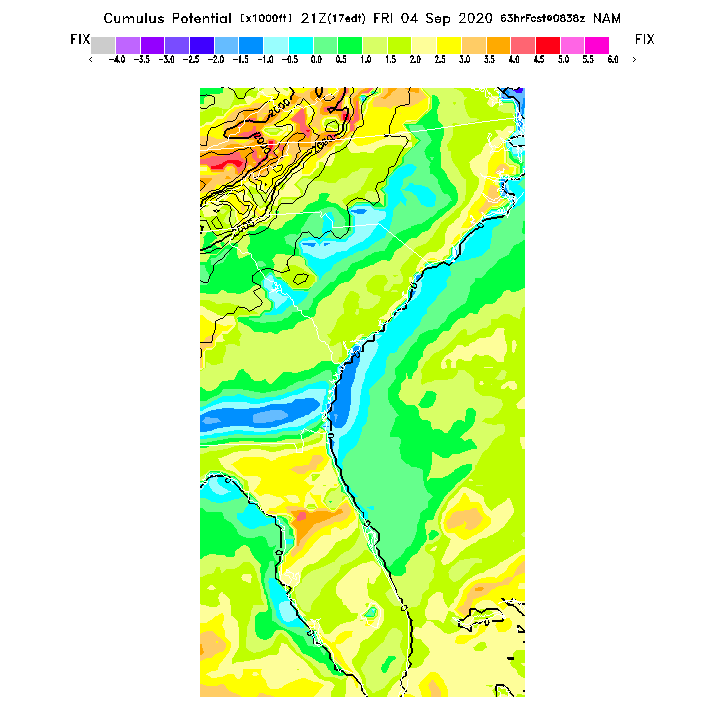 Cumulus Potential [x1000ft] 21Z(17edt) FRI 04 Sep 2020 63hrFcst@0838z NAM
FIX FIX
< -4.0 -3.5 -3.0 -2.5 -2.0 -1.5 -1.0 -0.5 0.0 0.5 1.0 1.5 2.0 2.5 3.0 3.5 4.0 4.5 5.0 5.5 6.0 >
2000